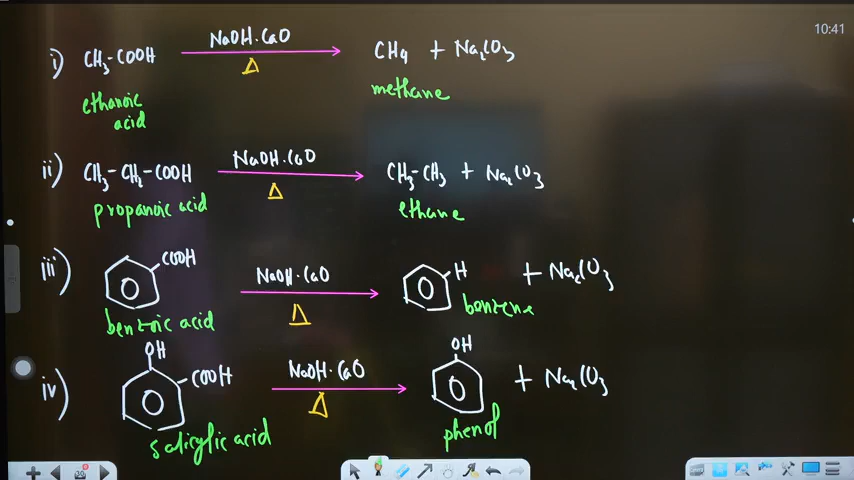 10:41
i) CH₃-COOH NaOH·CaO Δ CH₄ + Na₂CO₃
ethanoic acid methane
ii) CH₃-CH₂-COOH NaOH·CaO Δ CH₃-CH₃ + Na₂CO₃
propanoic acid ethane
iii) COOH NaOH·CaO Δ H + Na₂CO₃
benzoic acid benzene
iv) OH COOH NaOH·CaO Δ OH + Na₂CO₃
salicylic acid phenol